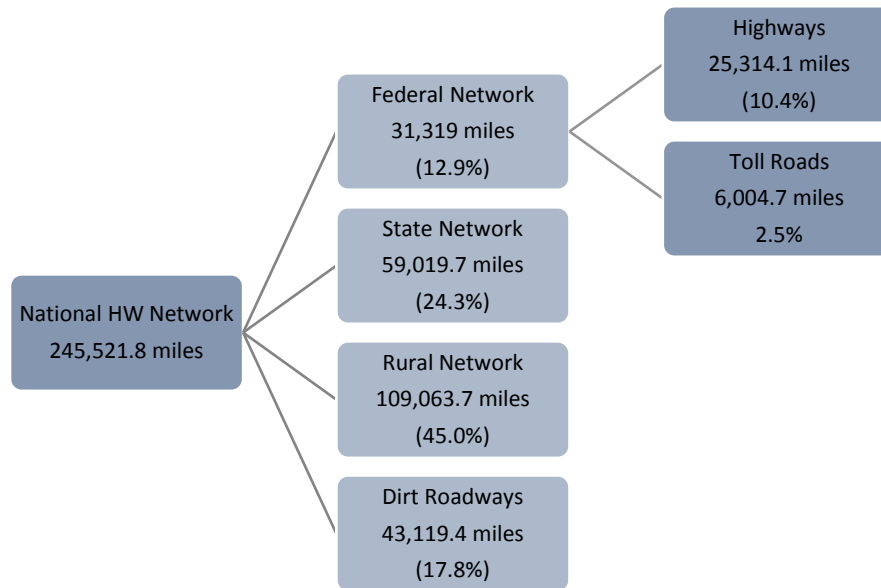 National HW Network
245,521.8 miles
Federal Network
31,319 miles
(12.9%)
State Network
59,019.7 miles
(24.3%)
Rural Network
109,063.7 miles
(45.0%)
Dirt Roadways
43,119.4 miles
(17.8%)
Highways
25,314.1 miles
(10.4%)
Toll Roads
6,004.7 miles
2.5%